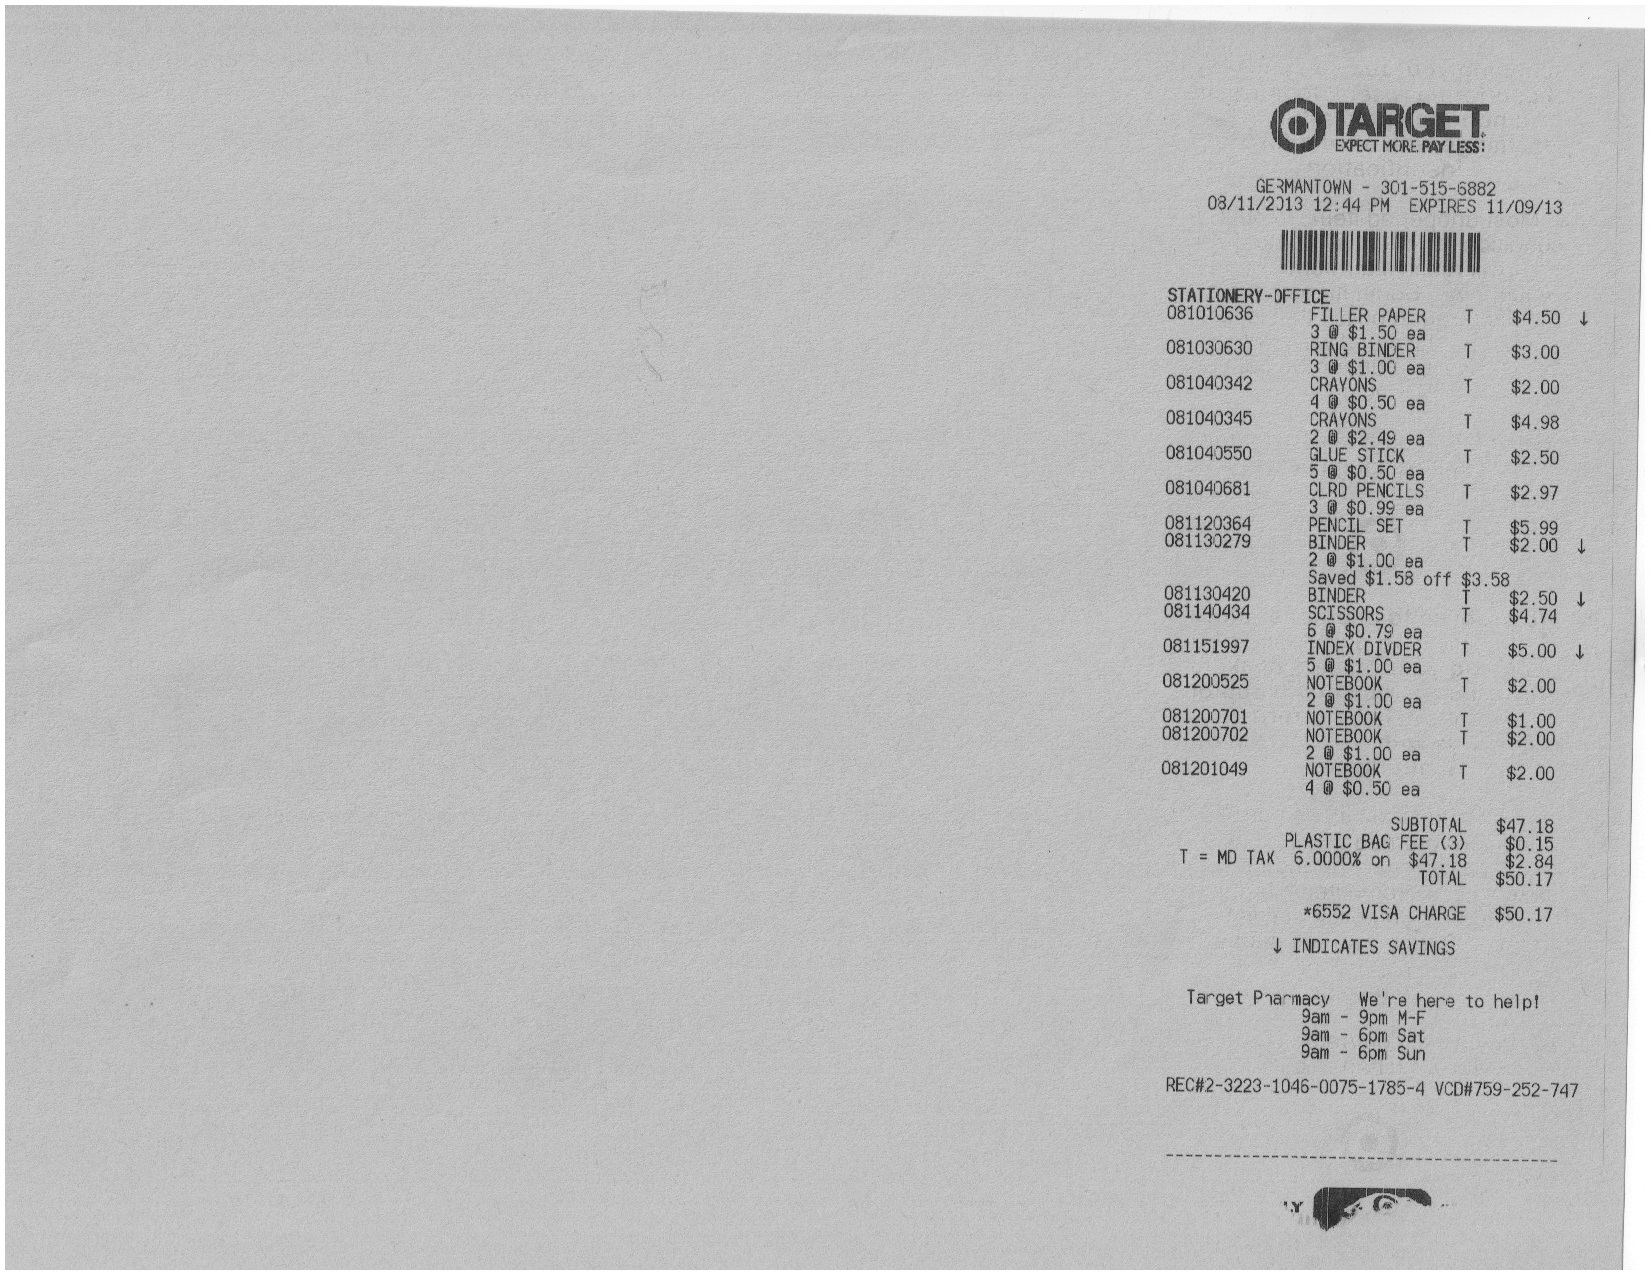 TARGET
EXPECT MORE. PAY LESS.
GERMANTOWN - 301-515-6882
08/11/2013 12:44 PM EXPIRES 11/09/13
STATIONERY-OFFICE
081010636 FILLER PAPER T $4.50 ↓
3 @ $1.50 ea
081030630 RING BINDER T $3.00
3 @ $1.00 ea
081040342 CRAYONS T $2.00
4 @ $0.50 ea
081040345 CRAYONS T $4.98
2 @ $2.49 ea
081040550 GLUE STICK T $2.50
5 @ $0.50 ea
081040681 CLRD PENCILS T $2.97
3 @ $0.99 ea
081120364 PENCIL SET T $5.99
081130279 BINDER T $2.00 ↓
2 @ $1.00 ea
Saved $1.58 off $3.58
081130420 BINDER T $2.50 ↓
081140434 SCISSORS T $4.74
6 @ $0.79 ea
081151997 INDEX DIVDER T $5.00 ↓
5 @ $1.00 ea
081200525 NOTEBOOK T $2.00
2 @ $1.00 ea
081200701 NOTEBOOK T $1.00
081200702 NOTEBOOK T $2.00
2 @ $1.00 ea
081201049 NOTEBOOK T $2.00
4 @ $0.50 ea
SUBTOTAL $47.18
PLASTIC BAG FEE (3) $0.15
T = MD TAX 6.0000% on $47.18 $2.84
TOTAL $50.17
*6552 VISA CHARGE $50.17
↓ INDICATES SAVINGS
Target Pharmacy We're here to help!
9am - 9pm M-F
9am - 6pm Sat
9am - 6pm Sun
REC#2-3223-1046-0075-1785-4 VCD#759-252-747